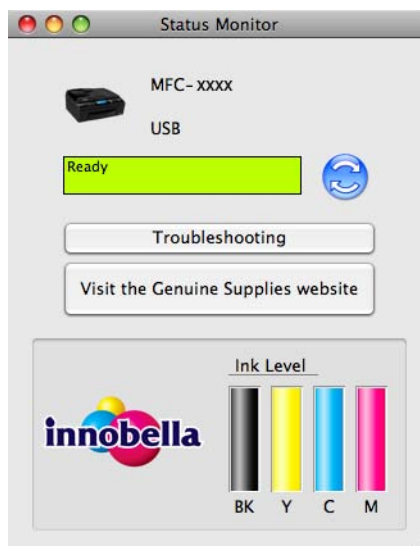 Status Monitor
MFC-xxxx
USB
Ready
Troubleshooting
Visit the Genuine Supplies website
Ink Level
innobella
BK Y C M